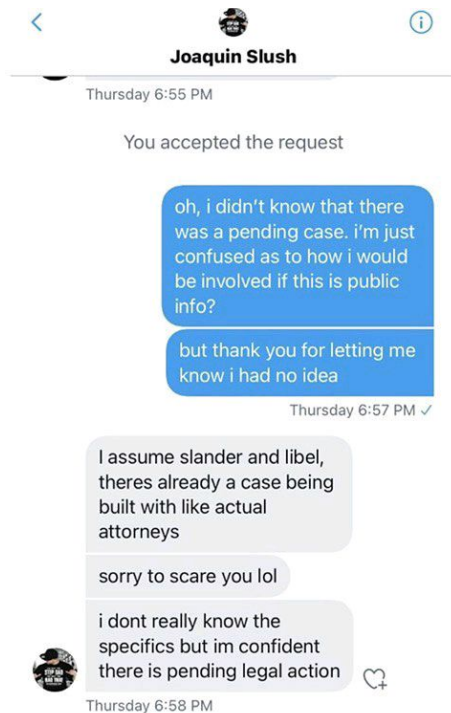 Joaquin Slush
Thursday 6:55 PM
You accepted the request
oh, i didn't know that there
was a pending case. i'm just
confused as to how i would
be involved if this is public
info?
but thank you for letting me
know i had no idea
Thursday 6:57 PM ✓
I assume slander and libel,
theres already a case being
built with like actual
attorneys
sorry to scare you lol
i dont really know the
specifics but im confident
there is pending legal action
Thursday 6:58 PM